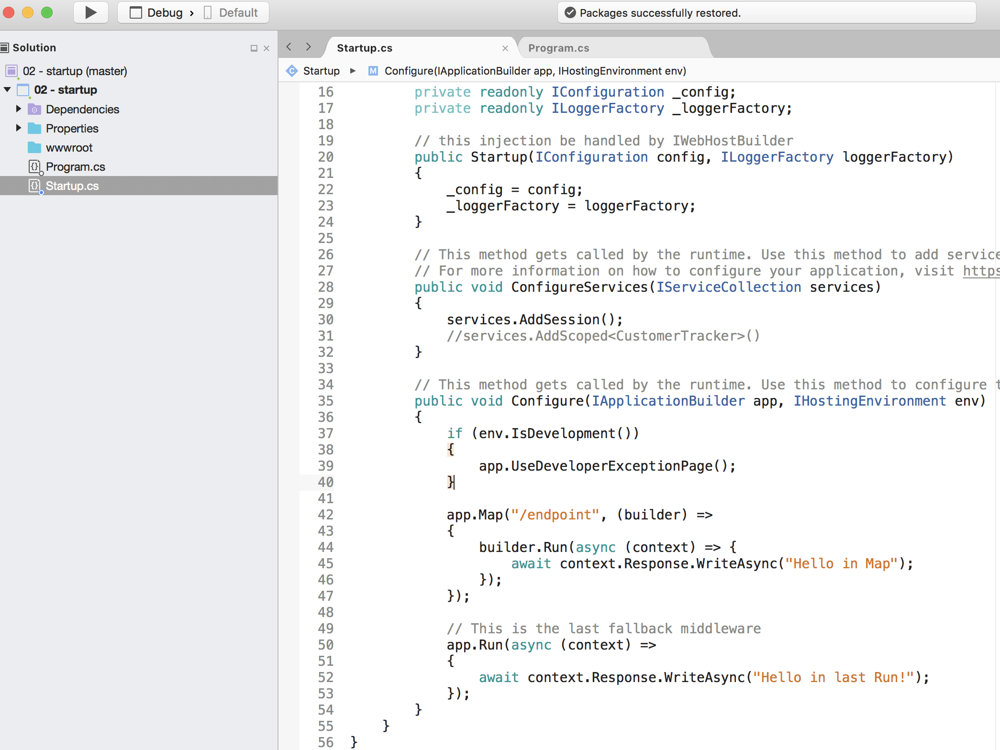 Debug › Default
Packages successfully restored.
Solution
02 - startup (master)
02 - startup
Dependencies
Properties
wwwroot
Program.cs
Startup.cs
Startup.cs
Program.cs
Startup
Configure(IApplicationBuilder app, IHostingEnvironment env)
16 private readonly IConfiguration _config;
17 private readonly ILoggerFactory _loggerFactory;
18
19 // this injection be handled by IWebHostBuilder
20 public Startup(IConfiguration config, ILoggerFactory loggerFactory)
21 {
22 _config = config;
23 _loggerFactory = loggerFactory;
24 }
25
26 // This method gets called by the runtime. Use this method to add service
27 // For more information on how to configure your application, visit https
28 public void ConfigureServices(IServiceCollection services)
29 {
30 services.AddSession();
31 //services.AddScoped<CustomerTracker>()
32 }
33
34 // This method gets called by the runtime. Use this method to configure t
35 public void Configure(IApplicationBuilder app, IHostingEnvironment env)
36 {
37 if (env.IsDevelopment())
38 {
39 app.UseDeveloperExceptionPage();
40 }
41
42 app.Map("/endpoint", (builder) =>
43 {
44 builder.Run(async (context) => {
45 await context.Response.WriteAsync("Hello in Map");
46 });
47 });
48
49 // This is the last fallback middleware
50 app.Run(async (context) =>
51 {
52 await context.Response.WriteAsync("Hello in last Run!");
53 });
54 }
55 }
56 }